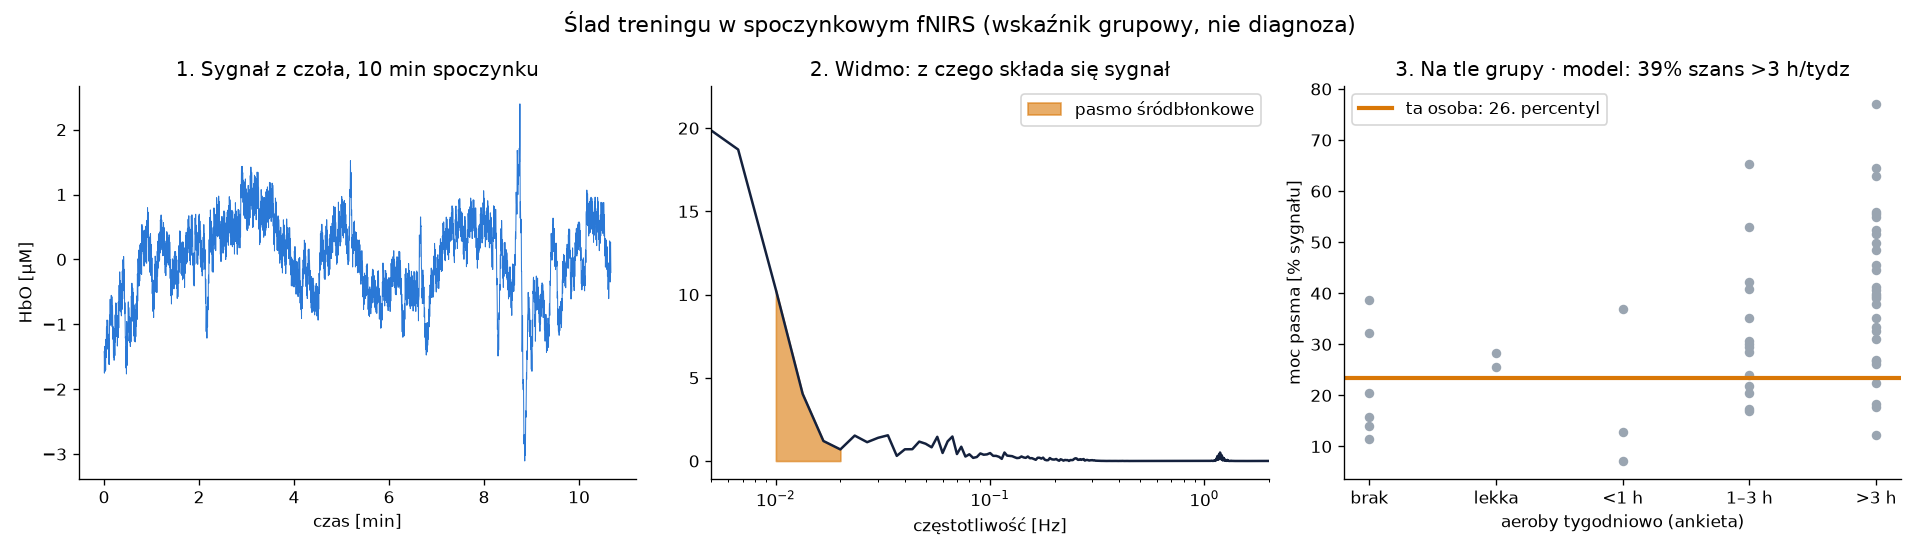 Ślad treningu w spoczynkowym fNIRS (wskaźnik grupowy, nie diagnoza)
1. Sygnał z czoła, 10 min spoczynku
HbO [µM]
2
1
0
−1
−2
−3
0 2 4 6 8 10
czas [min]
2. Widmo: z czego składa się sygnał
pasmo śródbłonkowe
20
15
10
5
0
10⁻² 10⁻¹ 10⁰
częstotliwość [Hz]
3. Na tle grupy · model: 39% szans >3 h/tydz
ta osoba: 26. percentyl
moc pasma [% sygnału]
80
70
60
50
40
30
20
10
brak lekka <1 h 1–3 h >3 h
aeroby tygodniowo (ankieta)